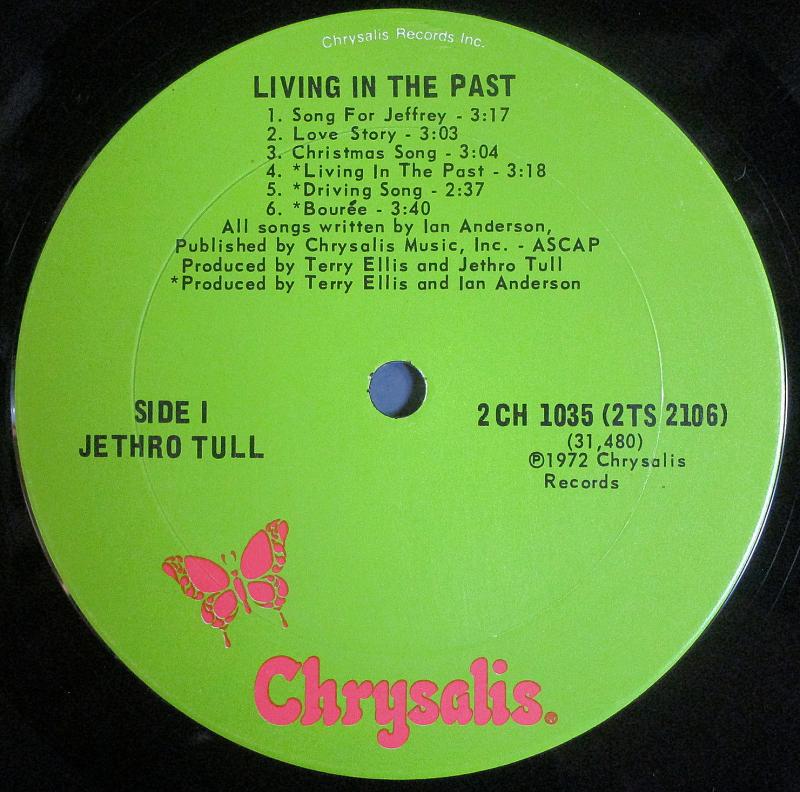 Chrysalis Records Inc.
LIVING IN THE PAST
1. Song For Jeffrey - 3:17
2. Love Story - 3:03
3. Christmas Song - 3:04
4. *Living In The Past - 3:18
5. *Driving Song - 2:37
6. *Bourée - 3:40
All songs written by Ian Anderson,
Published by Chrysalis Music, Inc. - ASCAP
Produced by Terry Ellis and Jethro Tull
*Produced by Terry Ellis and Ian Anderson
SIDE 1
JETHRO TULL
2 CH 1035 (2TS 2106)
(31,480)
℗1972 Chrysalis
Records
Chrysalis.